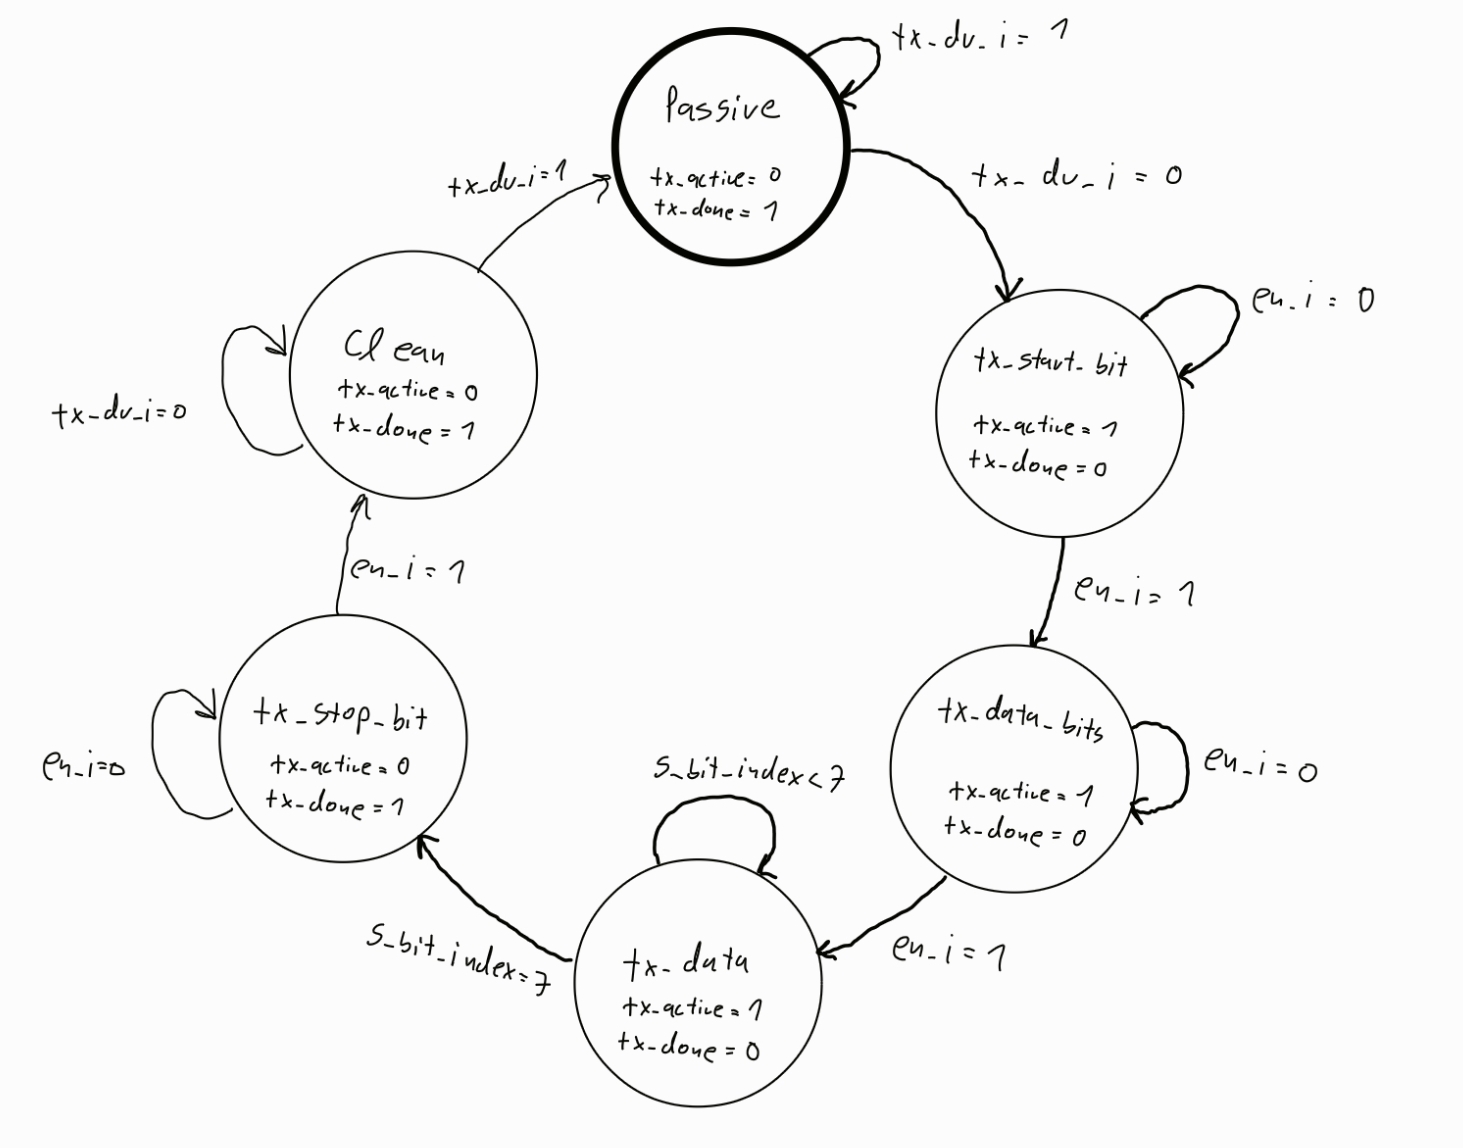 tx_dv_i = 1
Passive
tx_active = 0
tx_done = 1
tx_dv_i = 0
tx_dv_i=1
en_i = 0
tx_start_bit
tx_active = 1
tx_done = 0
Clean
tx_active = 0
tx_done = 1
tx_dv_i=0
en_i = 1
en_i = 1
tx_data_bits
tx_active = 1
tx_done = 0
en_i = 0
tx_stop_bit
tx_active = 0
tx_done = 1
en_i=0
s_bit_index < 7
en_i = 1
s_bit_index = 7
tx_data
tx_active = 1
tx_done = 0